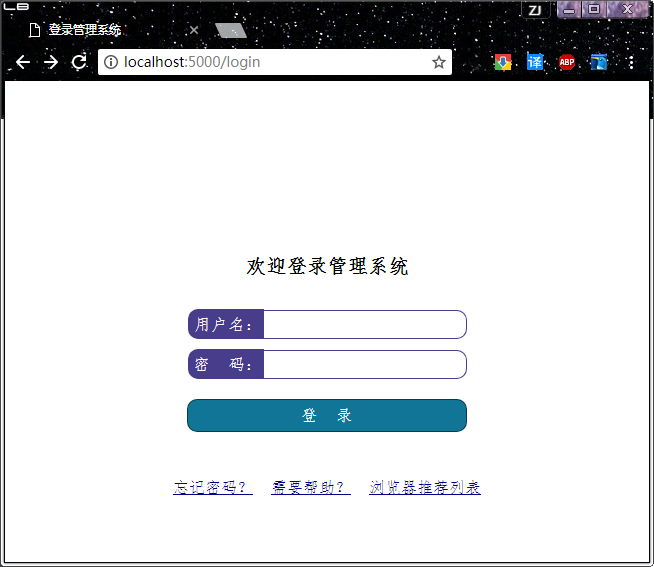 ZJ
登录管理系统
localhost:5000/login
译
ABP
欢迎登录管理系统
用户名：
密 码：
登 录
忘记密码？ 需要帮助？ 浏览器推荐列表